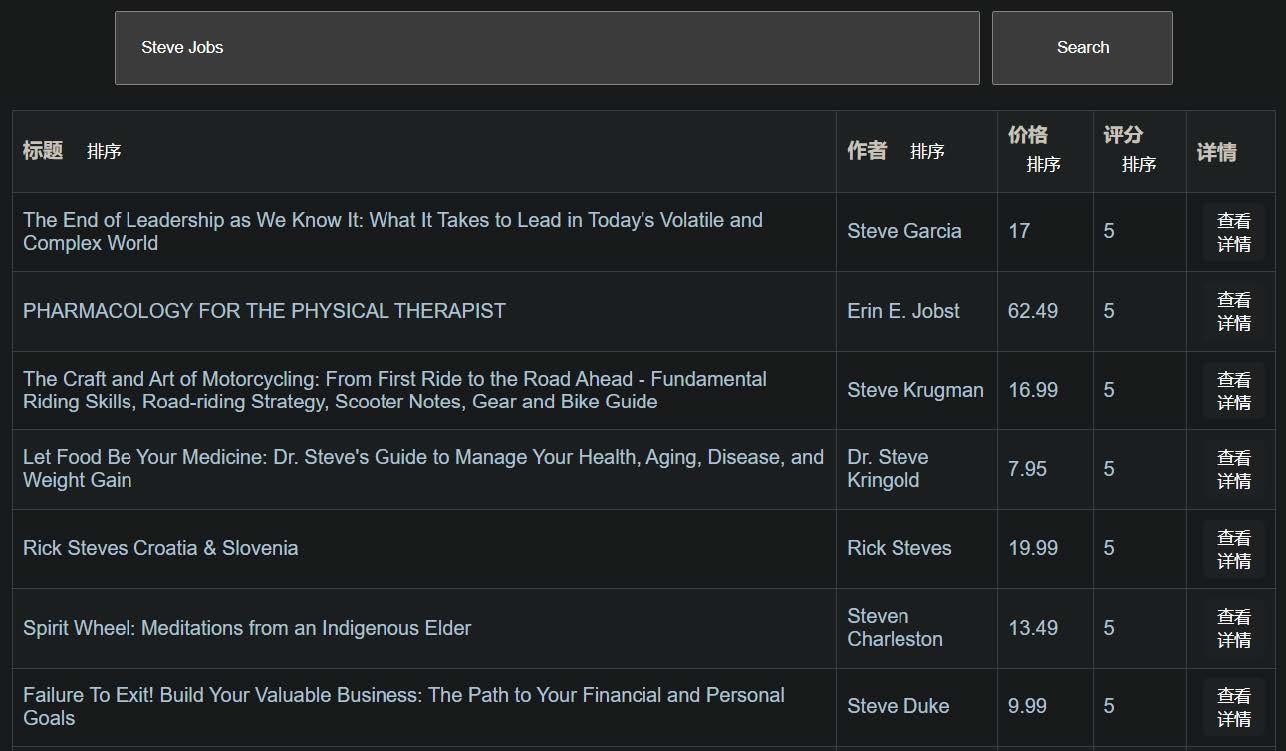 Steve Jobs
Search
标题 排序
作者 排序
价格
排序
评分
排序
详情
The End of Leadership as We Know It: What It Takes to Lead in Today's Volatile and
Complex World
Steve Garcia
17
5
查看
详情
PHARMACOLOGY FOR THE PHYSICAL THERAPIST
Erin E. Jobst
62.49
5
查看
详情
The Craft and Art of Motorcycling: From First Ride to the Road Ahead - Fundamental
Riding Skills, Road-riding Strategy, Scooter Notes, Gear and Bike Guide
Steve Krugman
16.99
5
查看
详情
Let Food Be Your Medicine: Dr. Steve's Guide to Manage Your Health, Aging, Disease, and
Weight Gain
Dr. Steve
Kringold
7.95
5
查看
详情
Rick Steves Croatia & Slovenia
Rick Steves
19.99
5
查看
详情
Spirit Wheel: Meditations from an Indigenous Elder
Steven
Charleston
13.49
5
查看
详情
Failure To Exit! Build Your Valuable Business: The Path to Your Financial and Personal
Goals
Steve Duke
9.99
5
查看
详情